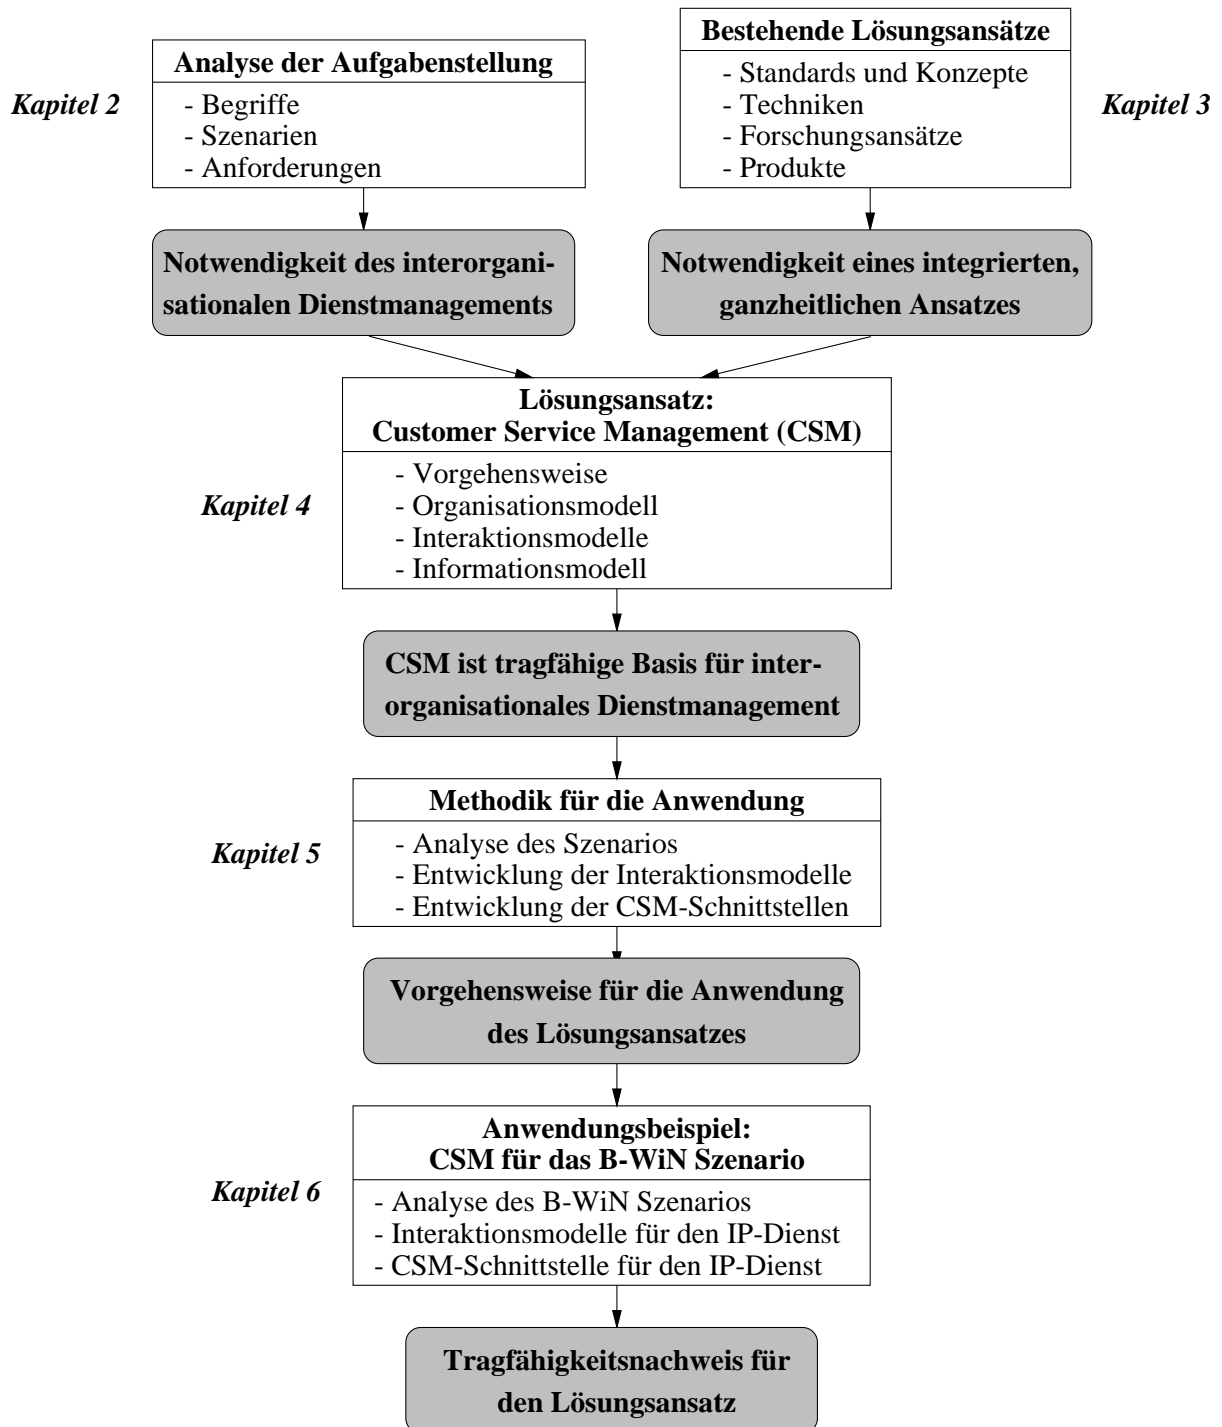 Kapitel 2
Analyse der Aufgabenstellung
- Begriffe
- Szenarien
- Anforderungen
Bestehende Lösungsansätze
- Standards und Konzepte
- Techniken
- Forschungsansätze
- Produkte
Kapitel 3
Notwendigkeit des interorgani-
sationalen Dienstmanagements
Notwendigkeit eines integrierten,
ganzheitlichen Ansatzes
Lösungsansatz:
Customer Service Management (CSM)
Kapitel 4
- Vorgehensweise
- Organisationsmodell
- Interaktionsmodelle
- Informationsmodell
CSM ist tragfähige Basis für inter-
organisationales Dienstmanagement
Methodik für die Anwendung
Kapitel 5
- Analyse des Szenarios
- Entwicklung der Interaktionsmodelle
- Entwicklung der CSM-Schnittstellen
Vorgehensweise für die Anwendung
des Lösungsansatzes
Anwendungsbeispiel:
CSM für das B-WiN Szenario
Kapitel 6
- Analyse des B-WiN Szenarios
- Interaktionsmodelle für den IP-Dienst
- CSM-Schnittstelle für den IP-Dienst
Tragfähigkeitsnachweis für
den Lösungsansatz